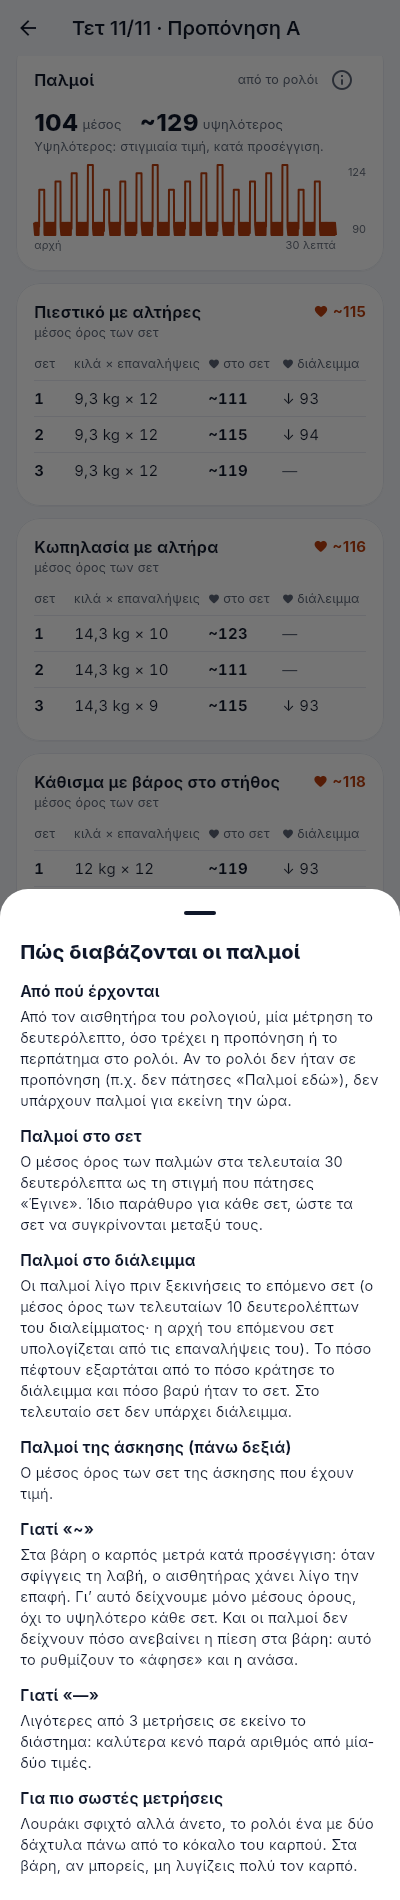 Τετ 11/11 · Προπόνηση Α
Παλμοί
από το ρολόι
104 μέσος ~129 υψηλότερος
Υψηλότερος: στιγμιαία τιμή, κατά προσέγγιση.
124
90
αρχή 30 λεπτά
Πιεστικό με αλτήρες ~115
μέσος όρος των σετ
σετ κιλά × επαναλήψεις στο σετ διάλειμμα
1 9,3 kg × 12 ~111 ↓ 93
2 9,3 kg × 12 ~115 ↓ 94
3 9,3 kg × 12 ~119 —
Κωπηλασία με αλτήρα ~116
μέσος όρος των σετ
σετ κιλά × επαναλήψεις στο σετ διάλειμμα
1 14,3 kg × 10 ~123 —
2 14,3 kg × 10 ~111 —
3 14,3 kg × 9 ~115 ↓ 93
Κάθισμα με βάρος στο στήθος ~118
μέσος όρος των σετ
σετ κιλά × επαναλήψεις στο σετ διάλειμμα
1 12 kg × 12 ~119 ↓ 93
Πώς διαβάζονται οι παλμοί
Από πού έρχονται
Από τον αισθητήρα του ρολογιού, μία μέτρηση το
δευτερόλεπτο, όσο τρέχει η προπόνηση ή το
περπάτημα στο ρολόι. Αν το ρολόι δεν ήταν σε
προπόνηση (π.χ. δεν πάτησες «Παλμοί εδώ»), δεν
υπάρχουν παλμοί για εκείνη την ώρα.
Παλμοί στο σετ
Ο μέσος όρος των παλμών στα τελευταία 30
δευτερόλεπτα ως τη στιγμή που πάτησες
«Έγινε». Ίδιο παράθυρο για κάθε σετ, ώστε τα
σετ να συγκρίνονται μεταξύ τους.
Παλμοί στο διάλειμμα
Οι παλμοί λίγο πριν ξεκινήσεις το επόμενο σετ (ο
μέσος όρος των τελευταίων 10 δευτερολέπτων
του διαλείμματος· η αρχή του επόμενου σετ
υπολογίζεται από τις επαναλήψεις του). Το πόσο
πέφτουν εξαρτάται από το πόσο κράτησε το
διάλειμμα και πόσο βαρύ ήταν το σετ. Στο
τελευταίο σετ δεν υπάρχει διάλειμμα.
Παλμοί της άσκησης (πάνω δεξιά)
Ο μέσος όρος των σετ της άσκησης που έχουν
τιμή.
Γιατί «~»
Στα βάρη ο καρπός μετρά κατά προσέγγιση: όταν
σφίγγεις τη λαβή, ο αισθητήρας χάνει λίγο την
επαφή. Γι’ αυτό δείχνουμε μόνο μέσους όρους,
όχι το υψηλότερο κάθε σετ. Και οι παλμοί δεν
δείχνουν πόσο ανεβαίνει η πίεση στα βάρη: αυτό
το ρυθμίζουν το «άφησε» και η ανάσα.
Γιατί «—»
Λιγότερες από 3 μετρήσεις σε εκείνο το
διάστημα: καλύτερα κενό παρά αριθμός από μία-
δύο τιμές.
Για πιο σωστές μετρήσεις
Λουράκι σφιχτό αλλά άνετο, το ρολόι ένα με δύο
δάχτυλα πάνω από το κόκαλο του καρπού. Στα
βάρη, αν μπορείς, μη λυγίζεις πολύ τον καρπό.